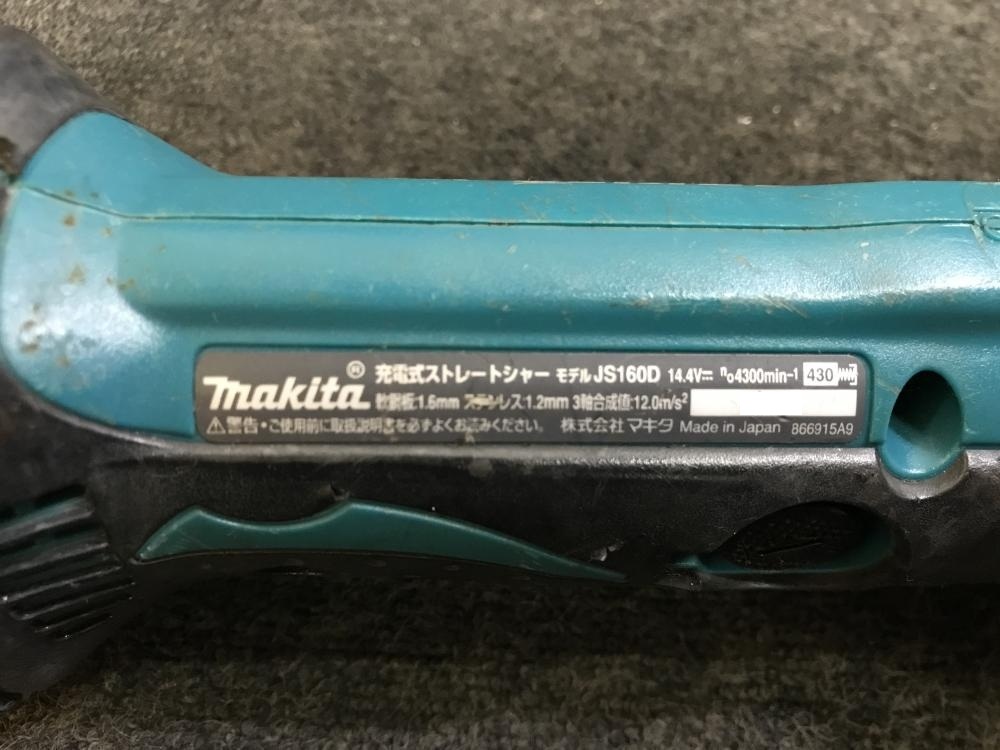 makita® 充電式ストレートシャー モデル JS160D 14.4V⎓ n₀4300min-1 430
軟鋼板:1.6mm ステンレス:1.2mm 3軸合成値:12.0m/s²
⚠警告・ご使用前に取扱説明書を必ずよくお読みください。 株式会社 マキタ Made in Japan 866915A9